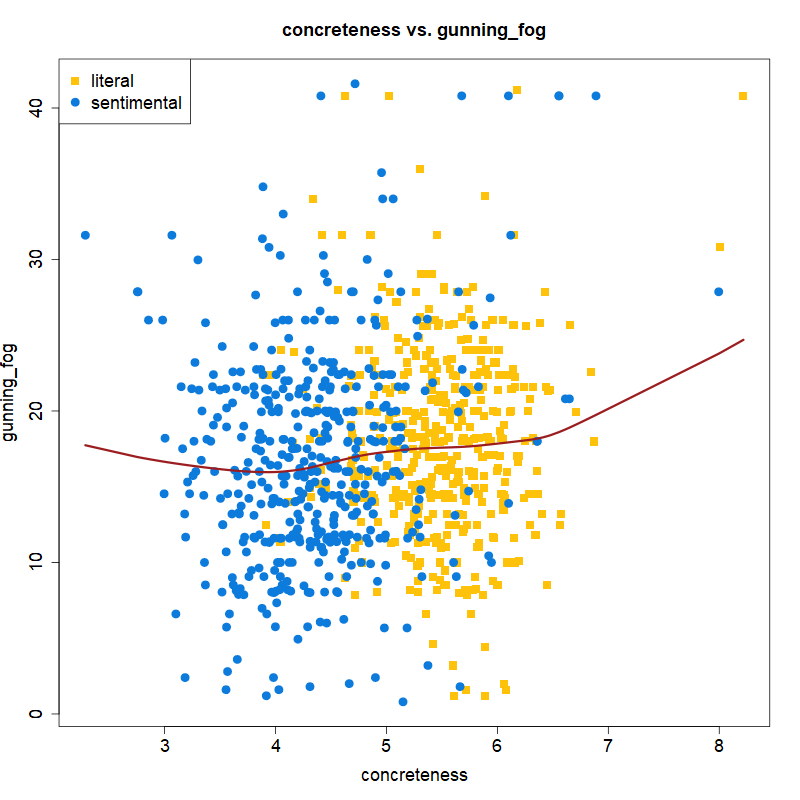 concreteness vs. gunning_fog
literal
sentimental
40
30
20
10
0
gunning_fog
3 4 5 6 7 8
concreteness